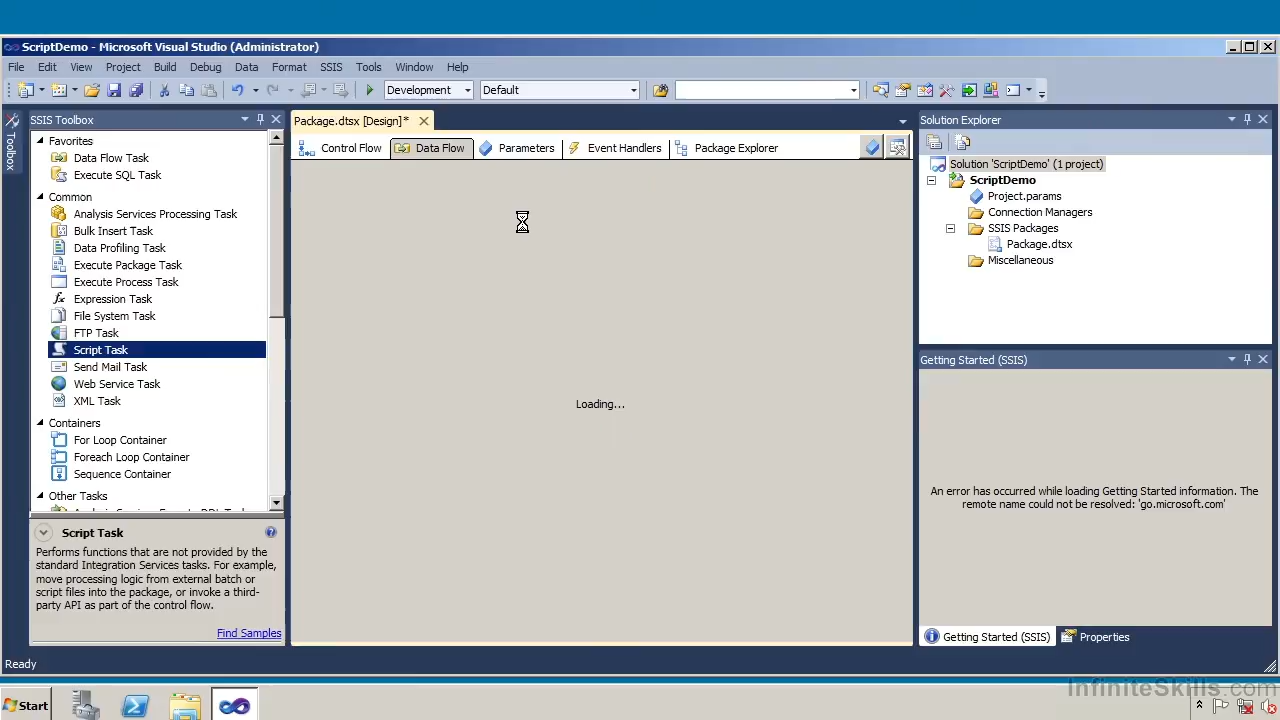 ScriptDemo - Microsoft Visual Studio (Administrator)
File Edit View Project Build Debug Data Format SSIS Tools Window Help
Development Default
SSIS Toolbox
Toolbox
Favorites
Data Flow Task
Execute SQL Task
Common
Analysis Services Processing Task
Bulk Insert Task
Data Profiling Task
Execute Package Task
Execute Process Task
Expression Task
File System Task
FTP Task
Script Task
Send Mail Task
Web Service Task
XML Task
Containers
For Loop Container
Foreach Loop Container
Sequence Container
Other Tasks
Script Task
Performs functions that are not provided by the
standard Integration Services tasks. For example,
move processing logic from external batch or
script files into the package, or invoke a third-
party API as part of the control flow.
Find Samples
Package.dtsx [Design]*
Control Flow Data Flow Parameters Event Handlers Package Explorer
Loading...
Solution Explorer
Solution 'ScriptDemo' (1 project)
ScriptDemo
Project.params
Connection Managers
SSIS Packages
Package.dtsx
Miscellaneous
Getting Started (SSIS)
An error has occurred while loading Getting Started information. The
remote name could not be resolved: 'go.microsoft.com'
Getting Started (SSIS) Properties
Ready
InfiniteSkills.com
Start